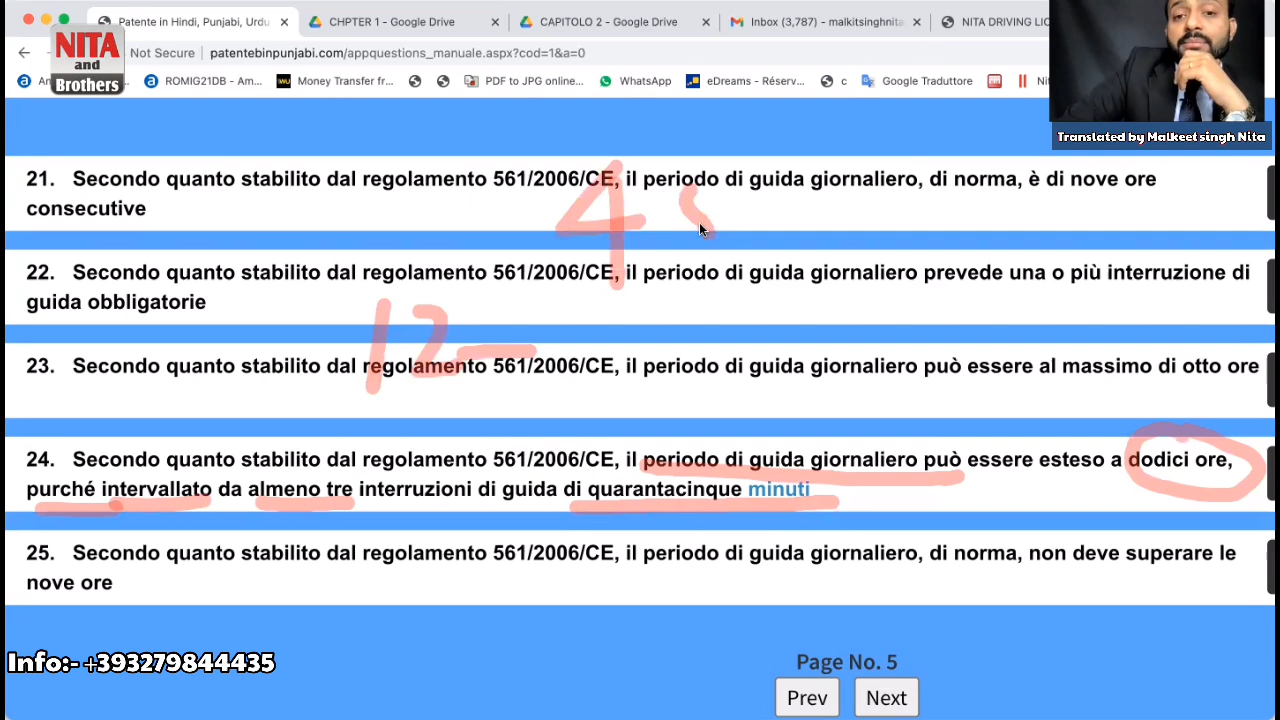 Patente in Hindi, Punjabi, Urdu
CHPTER 1 - Google Drive
CAPITOLO 2 - Google Drive
Inbox (3,787) - malkitsinghnita
NITA DRIVING LIC
NITA
and
Brothers
Not Secure
patentebinpunjabi.com/appquestions_manuale.aspx?cod=1&a=0
ROMIG21DB - Am...
Money Transfer fr...
PDF to JPG online...
WhatsApp
eDreams - Réserv...
c
Google Traduttore
Translated by Malkeet singh Nita
21. Secondo quanto stabilito dal regolamento 561/2006/CE, il periodo di guida giornaliero, di norma, è di nove ore
consecutive
4
22. Secondo quanto stabilito dal regolamento 561/2006/CE, il periodo di guida giornaliero prevede una o più interruzione di
guida obbligatorie
12-
23. Secondo quanto stabilito dal regolamento 561/2006/CE, il periodo di guida giornaliero può essere al massimo di otto ore
24. Secondo quanto stabilito dal regolamento 561/2006/CE, il periodo di guida giornaliero può essere esteso a dodici ore,
purché intervallato da almeno tre interruzioni di guida di quarantacinque minuti
25. Secondo quanto stabilito dal regolamento 561/2006/CE, il periodo di guida giornaliero, di norma, non deve superare le
nove ore
Info:- +393279844435
Page No. 5
Prev
Next